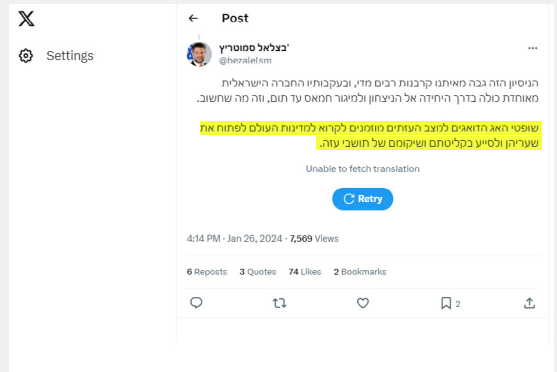 X
Post
Settings
בצלאל סמוטריץ'
@bezalelsm
הניסיון הזה גבה מאיתנו קרבנות רבים מדי, ובעקבותיו החברה הישראלית
מאוחדת כולה בדרך היחידה אל הניצחון ולמיגור חמאס עד תום, וזה מה שחשוב.
שופטי האג הדואגים למצב העזתים מוזמנים לקרוא למדינות העולם לפתוח את
שעריהן ולסייע בקליטתם ושיקומם של תושבי עזה.
Unable to fetch translation
Retry
4:14 PM · Jan 26, 2024 · 7,569 Views
6 Reposts 3 Quotes 74 Likes 2 Bookmarks
2